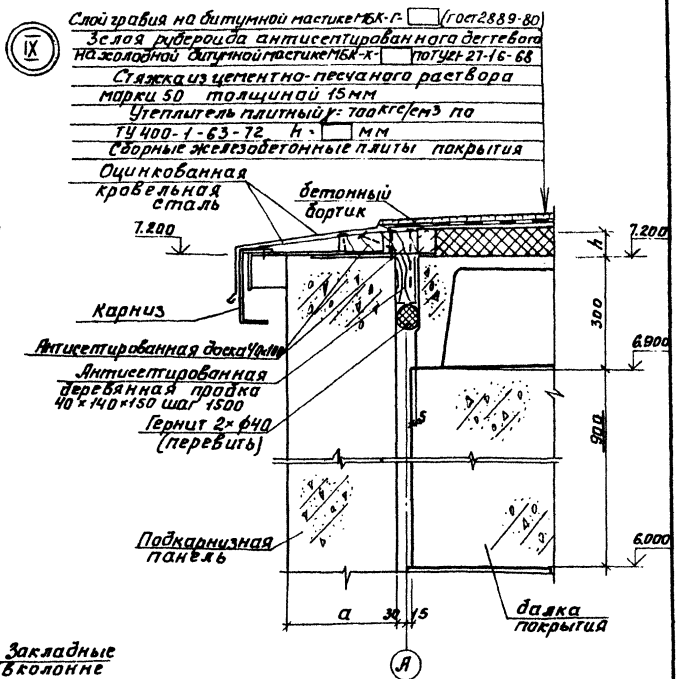 IX
Слой гравия на битумной мастике МБК-Г- (ГОСТ 2889-80)
3 слоя рубероида антисептированного дегтевого
на холодной битумной мастике МБК-Х- по ТУ21-27-16-68
Стяжка из цементно-песчаного раствора
марки 50 толщиной 15 мм
Утеплитель плитный γ=700 кгс/см3 по
ТУ 400-1-63-72 h= мм
Сборные железобетонные плиты покрытия
Оцинкованная
кровельная
сталь
бетонный
бортик
7.200
7.200
h
Карниз
300
6.900
Антисептированная доска 40х100
Антисептированная
деревянная пробка
40×140×150 шаг 1500
Гернит 2×ф40
(перевить)
5
900
Подкарнизная
панель
6.000
балка
покрытия
а
30
15
Закладные
в колонне
А